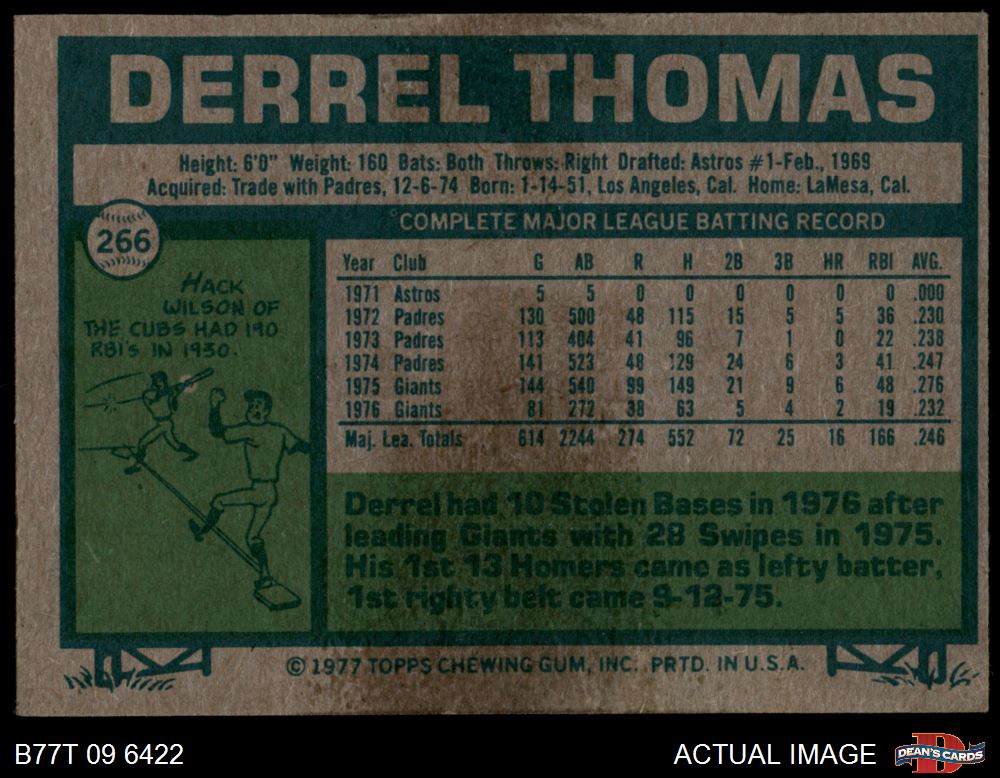 DERREL THOMAS
Height: 6'0" Weight: 160 Bats: Both Throws: Right Drafted: Astros #1-Feb., 1969
Acquired: Trade with Padres, 12-6-74 Born: 1-14-51, Los Angeles, Cal. Home: LaMesa, Cal.
266
HACK
WILSON OF
THE CUBS HAD 190
RBI'S IN 1930.
COMPLETE MAJOR LEAGUE BATTING RECORD
Year Club G AB R H 2B 3B HR RBI AVG.
1971 Astros 5 5 0 0 0 0 0 0 .000
1972 Padres 130 500 48 115 15 5 5 36 .230
1973 Padres 113 404 41 96 7 1 0 22 .238
1974 Padres 141 523 48 129 24 6 3 41 .247
1975 Giants 144 540 99 149 21 9 6 48 .276
1976 Giants 81 272 38 63 5 4 2 19 .232
Maj. Lea. Totals 614 2244 274 552 72 25 16 166 .246
Derrel had 10 Stolen Bases in 1976 after
leading Giants with 28 Swipes in 1975.
His 1st 13 Homers came as lefty batter,
1st righty belt came 9-12-75.
© 1977 TOPPS CHEWING GUM, INC. PRTD. IN U.S.A.
B77T 09 6422
ACTUAL IMAGE
DEAN'S CARDS